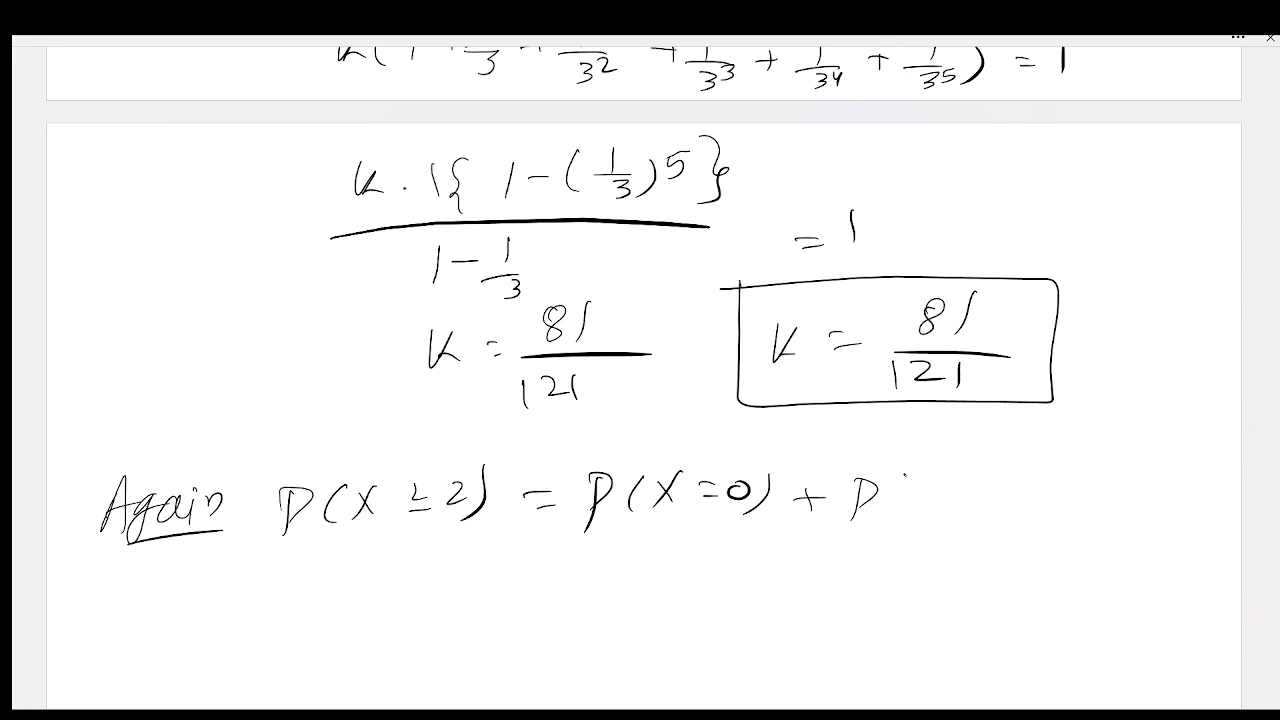 K(1 + 1/3 + 1/3² + 1/3³ + 1/3⁴ + 1/3⁵) = 1
K . 1{ 1 - (1/3)⁵} / (1 - 1/3) = 1
K = 81/121
K = 81/121
Again P(X ≤ 2) = P(X = 0) + P